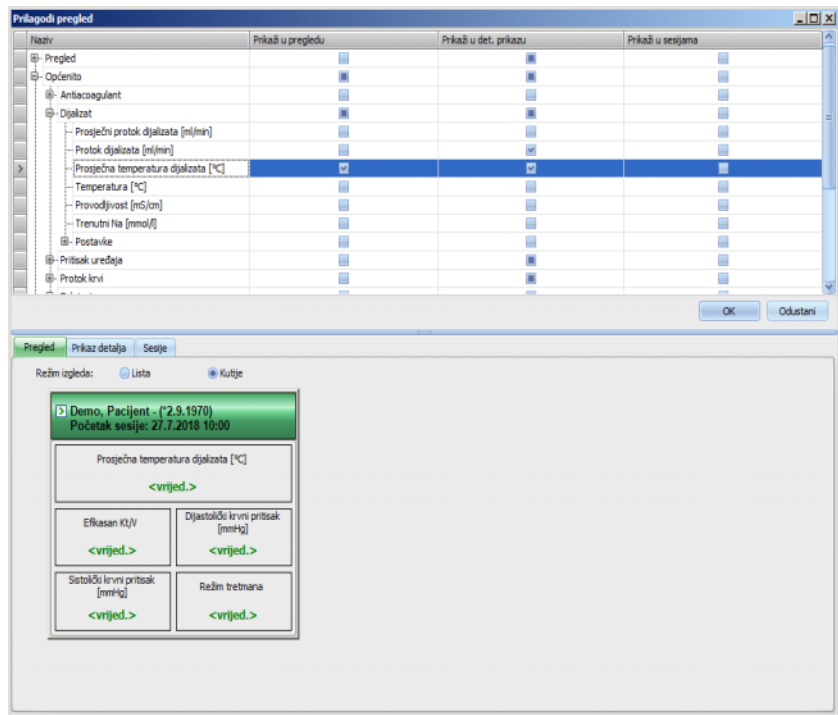 Prilagodi pregled
Naziv Prikaži u pregledu Prikaži u det. prikazu Prikaži u sesijama
Pregled
Općenito
Antiacoagulant
Dijalizat
Prosječni protok dijalizata [ml/min]
Protok dijalizata [ml/min]
Prosječna temperatura dijalizata [°C]
Temperatura [°C]
Provodljivost [mS/cm]
Trenutni Na [mmol/l]
Postavke
Pritisak uređaja
Protok krvi
OK Odustani
Pregled Prikaz detalja Sesije
Režim izgleda: Lista Kutije
Demo, Pacijent - (*2.9.1970)
Početak sesije: 27.7.2018 10:00
Prosječna temperatura dijalizata [°C]
<vrijed.>
Efikasan Kt/V
<vrijed.>
Dijastolički krvni pritisak
[mmHg]
<vrijed.>
Sistolički krvni pritisak
[mmHg]
<vrijed.>
Režim tretmana
<vrijed.>